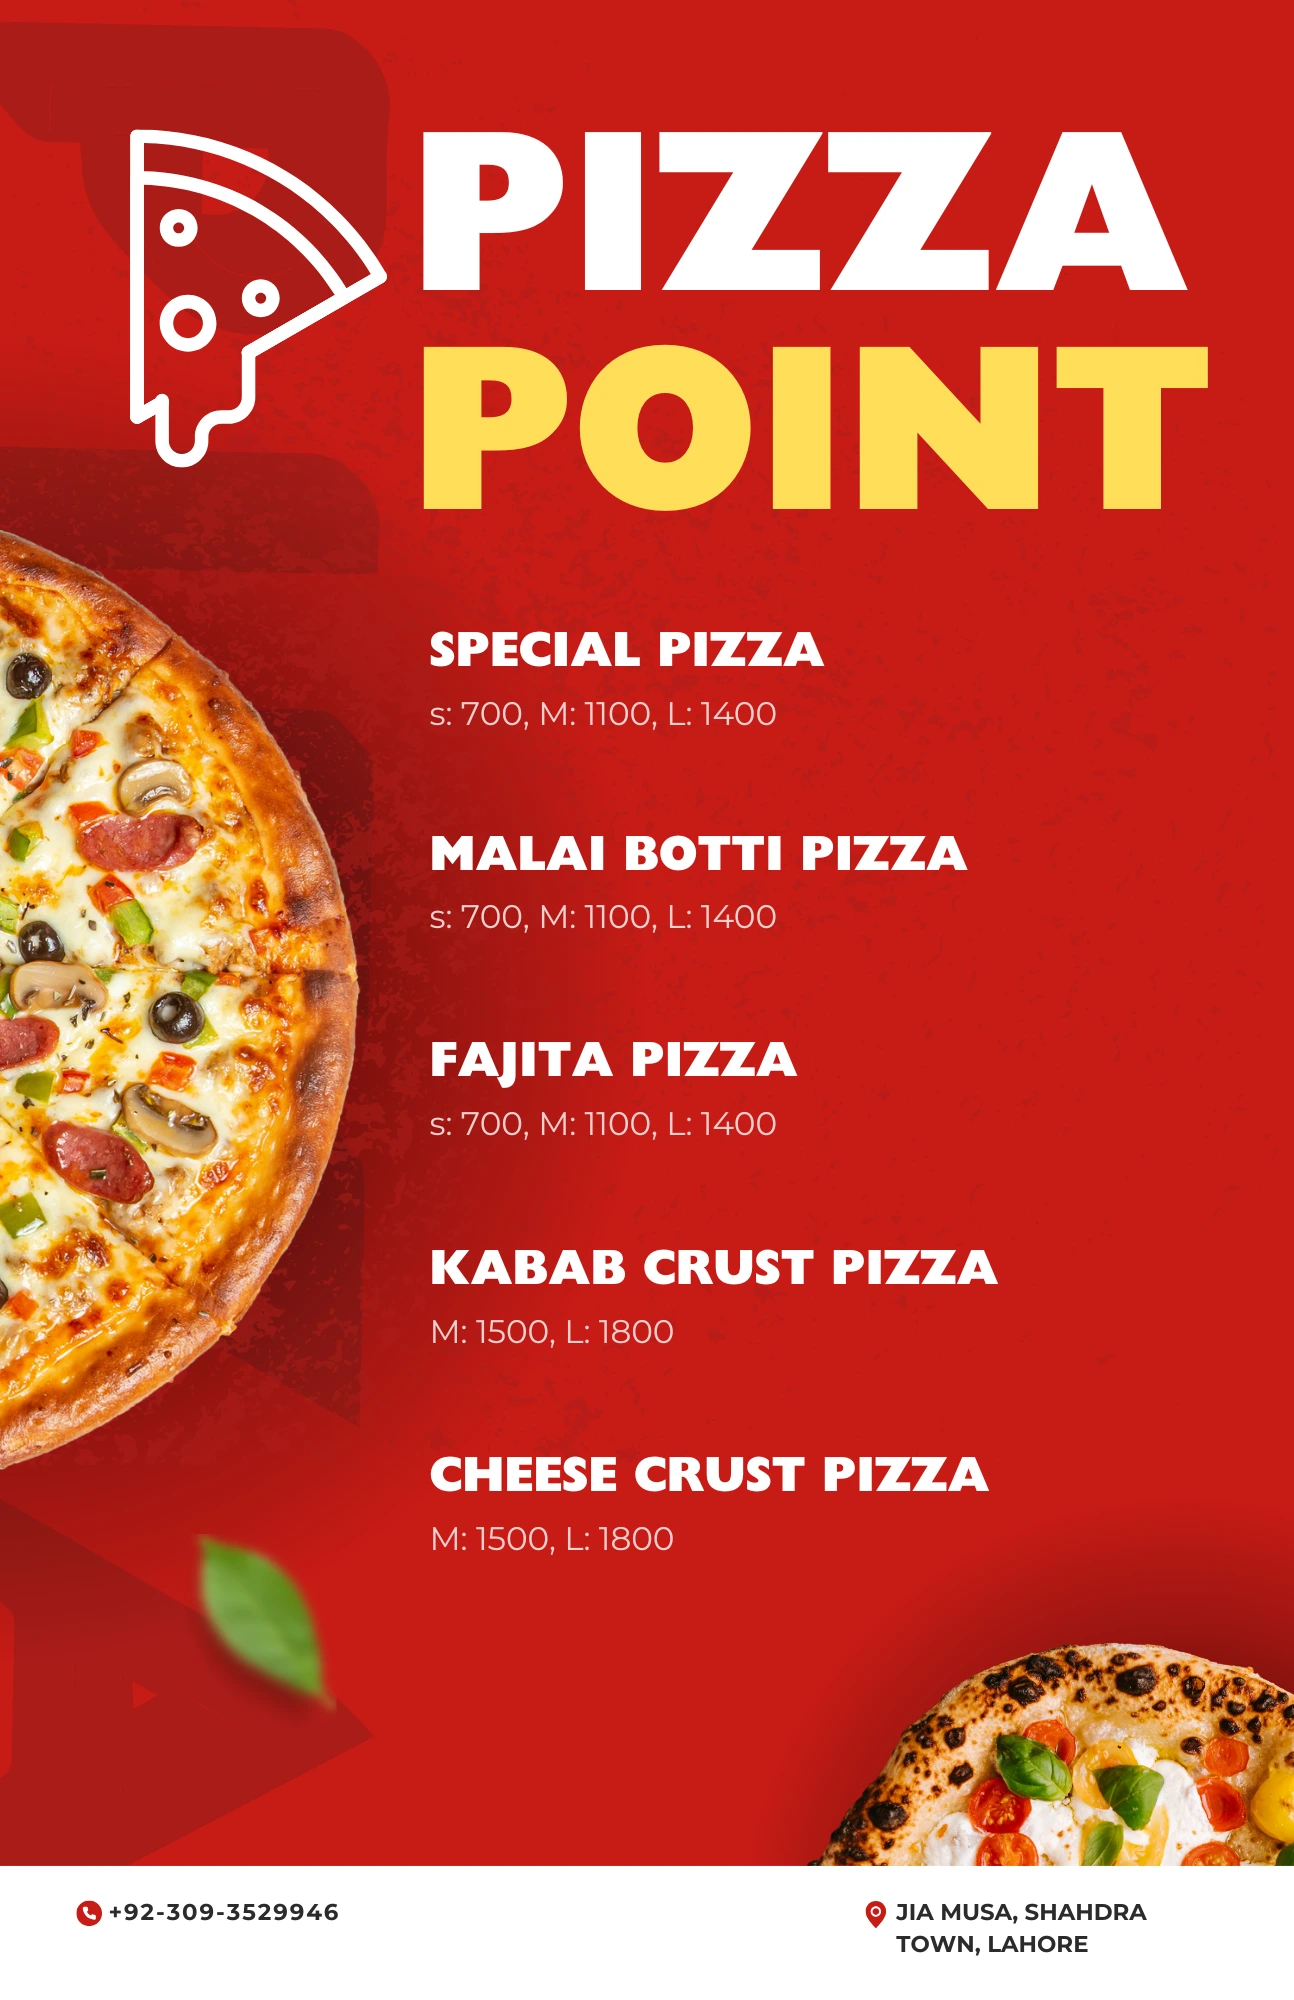 PIZZA
POINT
SPECIAL PIZZA
s: 700, M: 1100, L: 1400
MALAI BOTTI PIZZA
s: 700, M: 1100, L: 1400
FAJITA PIZZA
s: 700, M: 1100, L: 1400
KABAB CRUST PIZZA
M: 1500, L: 1800
CHEESE CRUST PIZZA
M: 1500, L: 1800
+92-309-3529946
JIA MUSA, SHAHDRA
TOWN, LAHORE